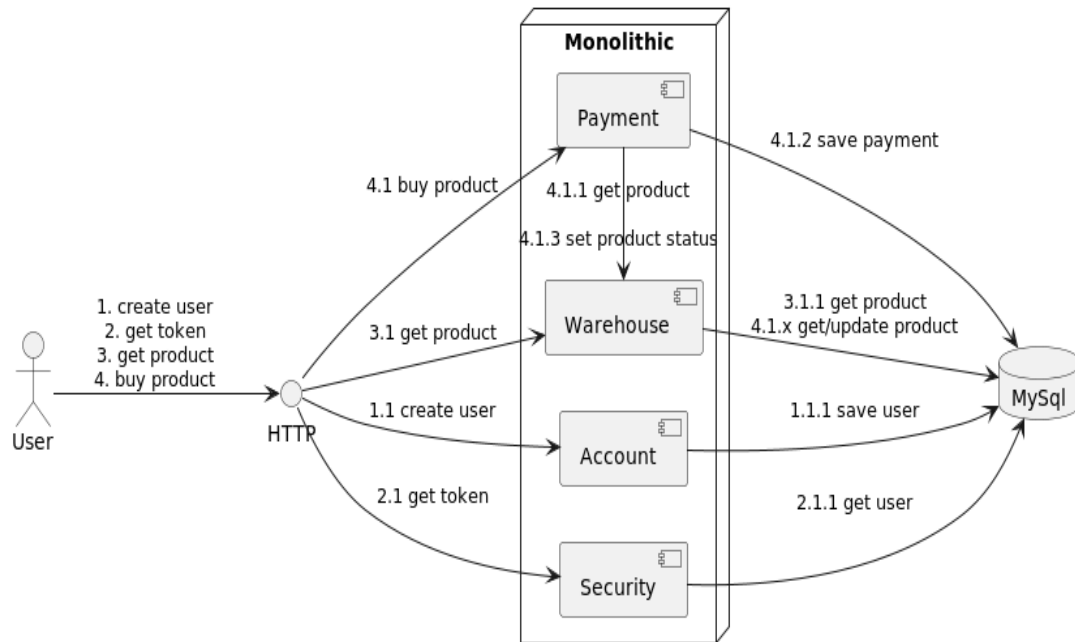 Monolithic
Payment
4.1.2 save payment
4.1 buy product
4.1.1 get product
4.1.3 set product status
1. create user
2. get token
3. get product
4. buy product
3.1 get product
Warehouse
3.1.1 get product
4.1.x get/update product
User
HTTP
MySql
1.1 create user
1.1.1 save user
Account
2.1 get token
2.1.1 get user
Security